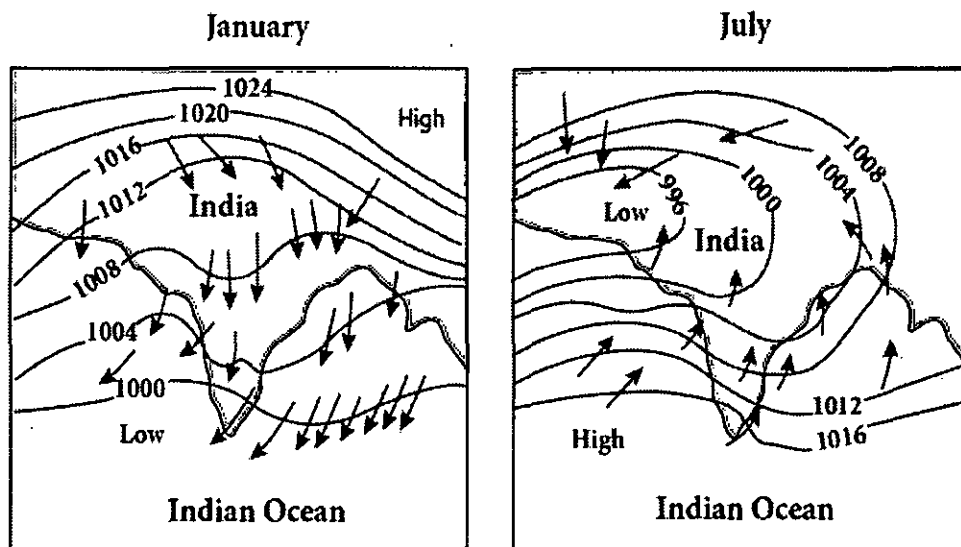 January
1024
1020
High
1016
1012
India
1008
1004
1000
Low
Indian Ocean
July
1008
1004
1000
996
Low
India
1012
1016
High
Indian Ocean